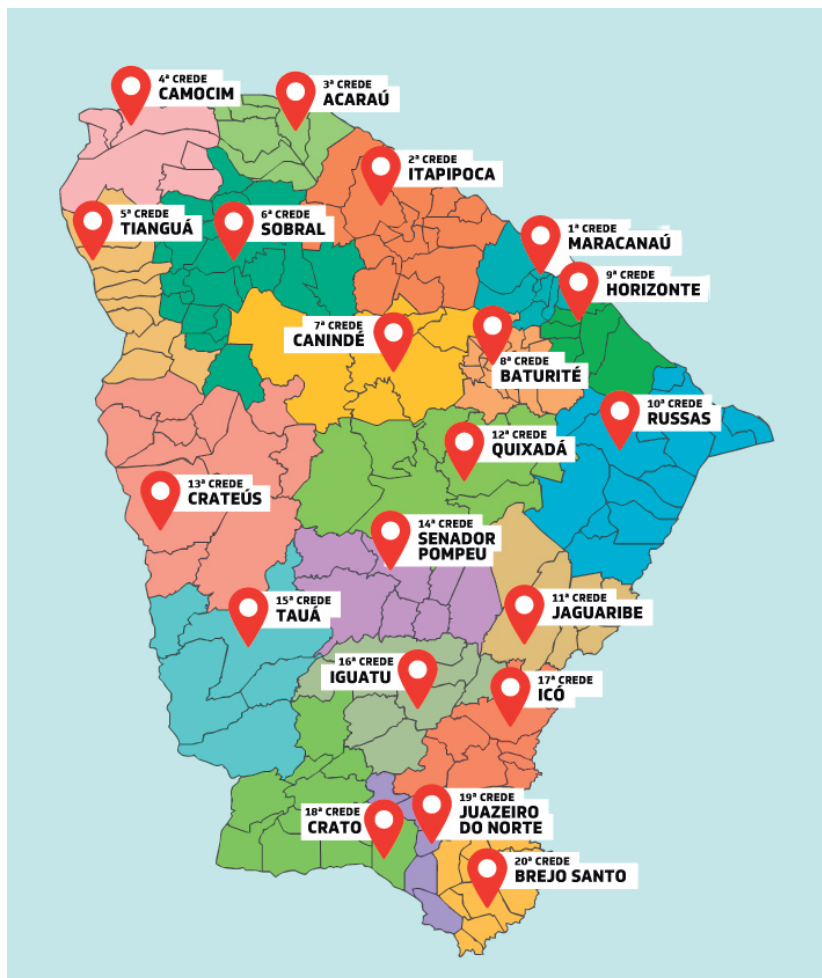 4ª CREDE
CAMOCIM
3ª CREDE
ACARAÚ
2ª CREDE
ITAPIPOCA
5ª CREDE
TIANGUÁ
6ª CREDE
SOBRAL
1ª CREDE
MARACANAÚ
9ª CREDE
HORIZONTE
7ª CREDE
CANINDÉ
8ª CREDE
BATURITÉ
10ª CREDE
RUSSAS
12ª CREDE
QUIXADÁ
13ª CREDE
CRATEÚS
14ª CREDE
SENADOR
POMPEU
15ª CREDE
TAUÁ
11ª CREDE
JAGUARIBE
16ª CREDE
IGUATU
17ª CREDE
ICÓ
18ª CREDE
CRATO
19ª CREDE
JUAZEIRO
DO NORTE
20ª CREDE
BREJO SANTO